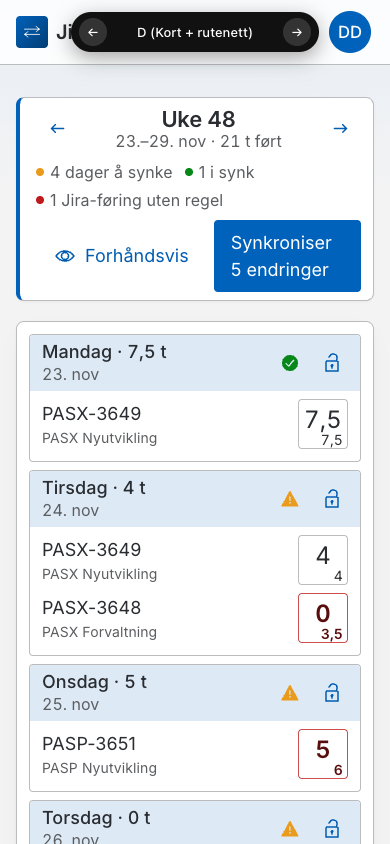 Ji
D (Kort + rutenett)
DD
Uke 48
23.–29. nov · 21 t ført
4 dager å synke
1 i synk
1 Jira-føring uten regel
Forhåndsvis
Synkroniser
5 endringer
Mandag · 7,5 t
23. nov
PASX-3649
PASX Nyutvikling
7,5
7,5
Tirsdag · 4 t
24. nov
PASX-3649
PASX Nyutvikling
4
4
PASX-3648
PASX Forvaltning
0
3,5
Onsdag · 5 t
25. nov
PASP-3651
PASP Nyutvikling
5
6
Torsdag · 0 t
26. nov